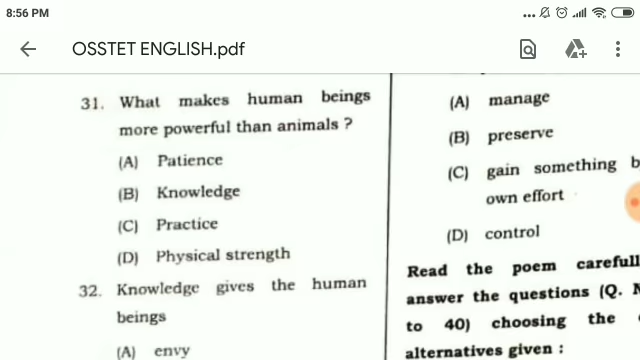 8:56 PM
OSSTET ENGLISH.pdf
31. What makes human beings
more powerful than animals ?
(A) Patience
(B) Knowledge
(C) Practice
(D) Physical strength
32. Knowledge gives the human
beings
(A) envy
(A) manage
(B) preserve
(C) gain something b
own effort
(D) control
Read the poem carefull
answer the questions (Q. N
to 40) choosing the
alternatives given :